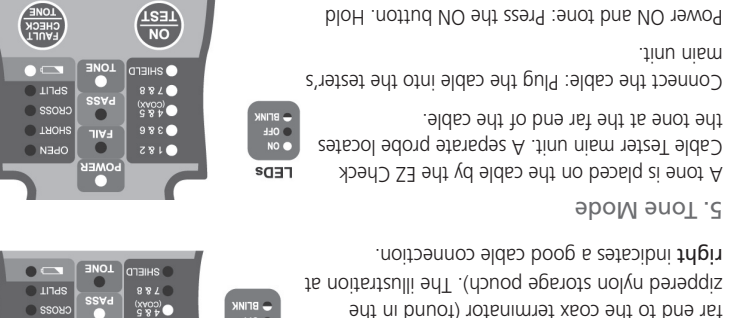 far end to the coax terminator (found in the
zippered nylon storage pouch). The illustration at
right indicates a good cable connection.
BLINK
4 & 5
(COAX)
7 & 8
SHIELD
PASS
TONE
CROSS
SPLIT
5. Tone Mode
A tone is placed on the cable by the EZ Check
Cable Tester main unit. A separate probe locates
the tone at the far end of the cable.
Connect the cable: Plug the cable into the tester's
main unit.
Power ON and tone: Press the ON button. Hold
LEDs
ON
OFF
BLINK
POWER
1 & 2
3 & 6
4 & 5
(COAX)
7 & 8
SHIELD
FAIL
PASS
TONE
OPEN
SHORT
CROSS
SPLIT
ON
TEST
FAULT
CHECK
TONE